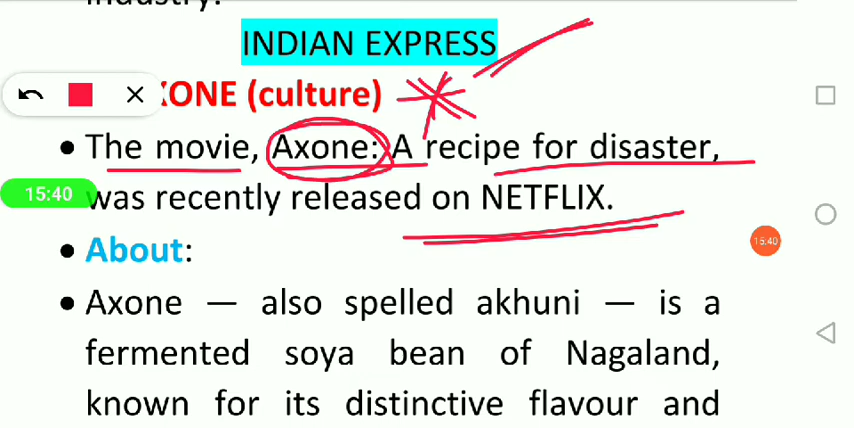 INDIAN EXPRESS
XONE (culture)
• The movie, Axone: A recipe for disaster,
15:40 was recently released on NETFLIX.
15:40
• About:
• Axone — also spelled akhuni — is a
fermented soya bean of Nagaland,
known for its distinctive flavour and